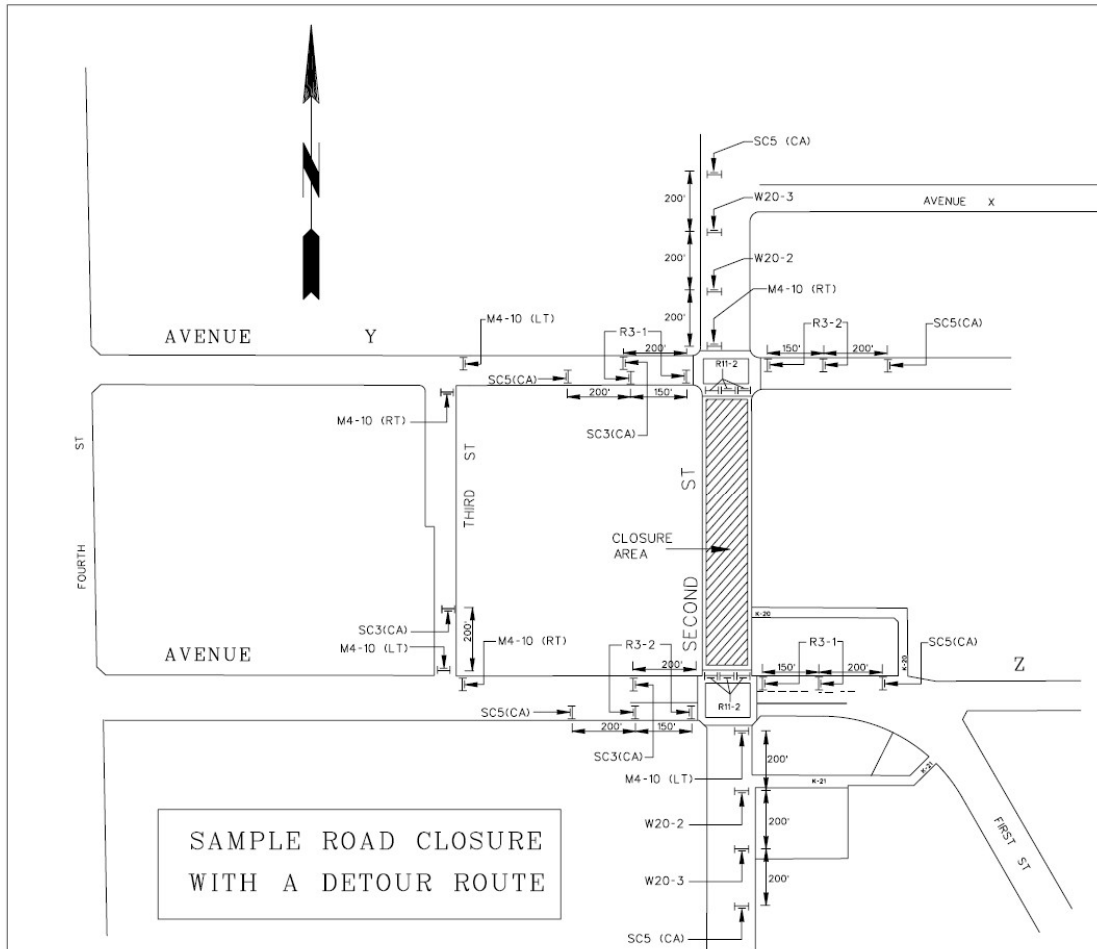 SC5 (CA)
200'
W20-3
AVENUE X
200'
W20-2
M4-10 (RT)
200'
M4-10 (LT)
R3-1
R3-2
SC5(CA)
AVENUE Y
200'
150'
200'
R11-2
SC5(CA)
M4-10 (RT)
200'
150'
SC3(CA)
N
FOURTH ST
THIRD ST
SECOND ST
CLOSURE
AREA
K-20
K-20
SC3(CA)
200'
M4-10 (RT)
R3-2
R3-1
SC5(CA)
AVENUE Z
M4-10 (LT)
200'
150'
200'
SC5(CA)
R11-2
200'
150'
SC3(CA)
M4-10 (LT)
200'
K-21
K-21
W20-2
200'
FIRST ST
W20-3
200'
SC5 (CA)
SAMPLE ROAD CLOSURE
WITH A DETOUR ROUTE